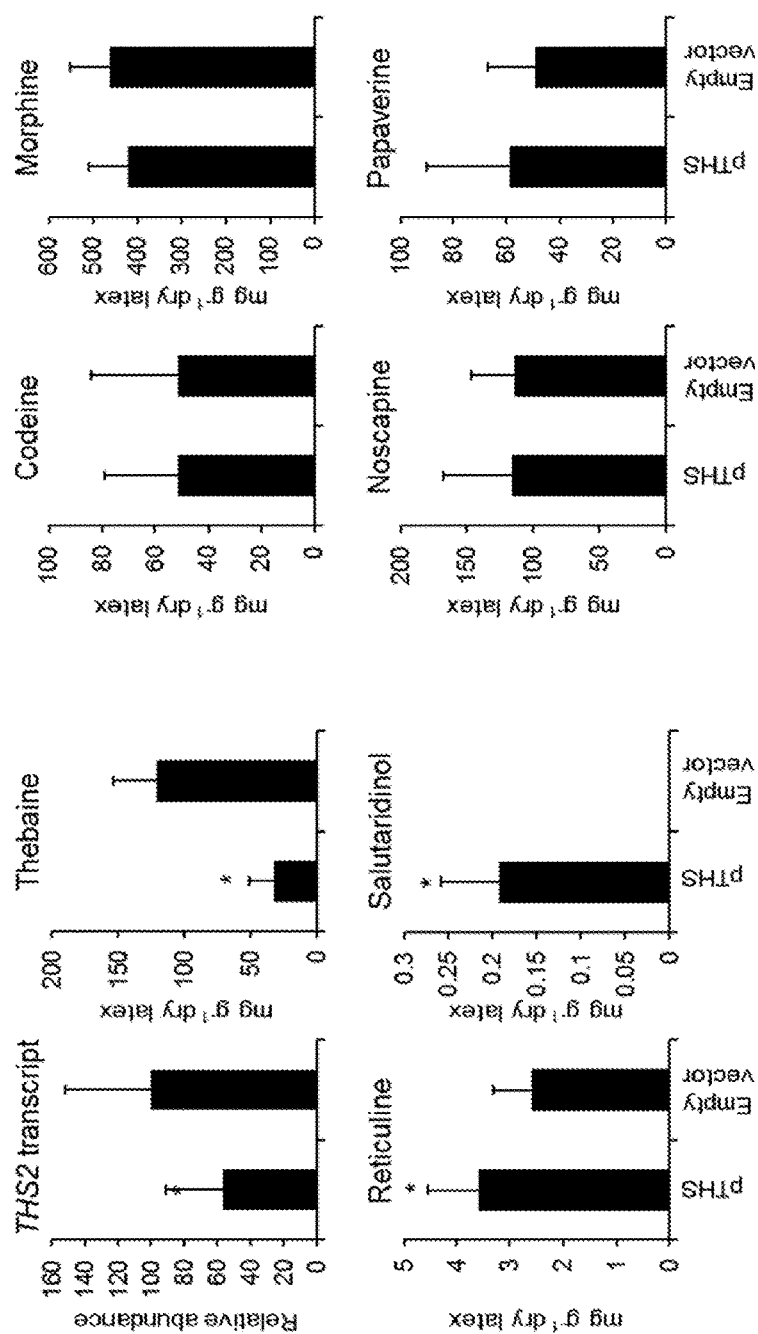 THS2 transcript
Relative abundance
160
140
120
100
80
60
40
20
0
*
Thebaine
mg g⁻¹ dry latex
200
150
100
50
0
*
Codeine
mg g⁻¹ dry latex
100
80
60
40
20
0
Morphine
mg g⁻¹ dry latex
600
500
400
300
200
100
0
Reticuline
mg g⁻¹ dry latex
5
4
3
2
1
0
*
pTHS
Empty
vector
Salutaridinol
mg g⁻¹ dry latex
0.3
0.25
0.2
0.15
0.1
0.05
0
*
pTHS
Empty
vector
Noscapine
mg g⁻¹ dry latex
200
150
100
50
0
pTHS
Empty
vector
Papaverine
mg g⁻¹ dry latex
100
80
60
40
20
0
pTHS
Empty
vector